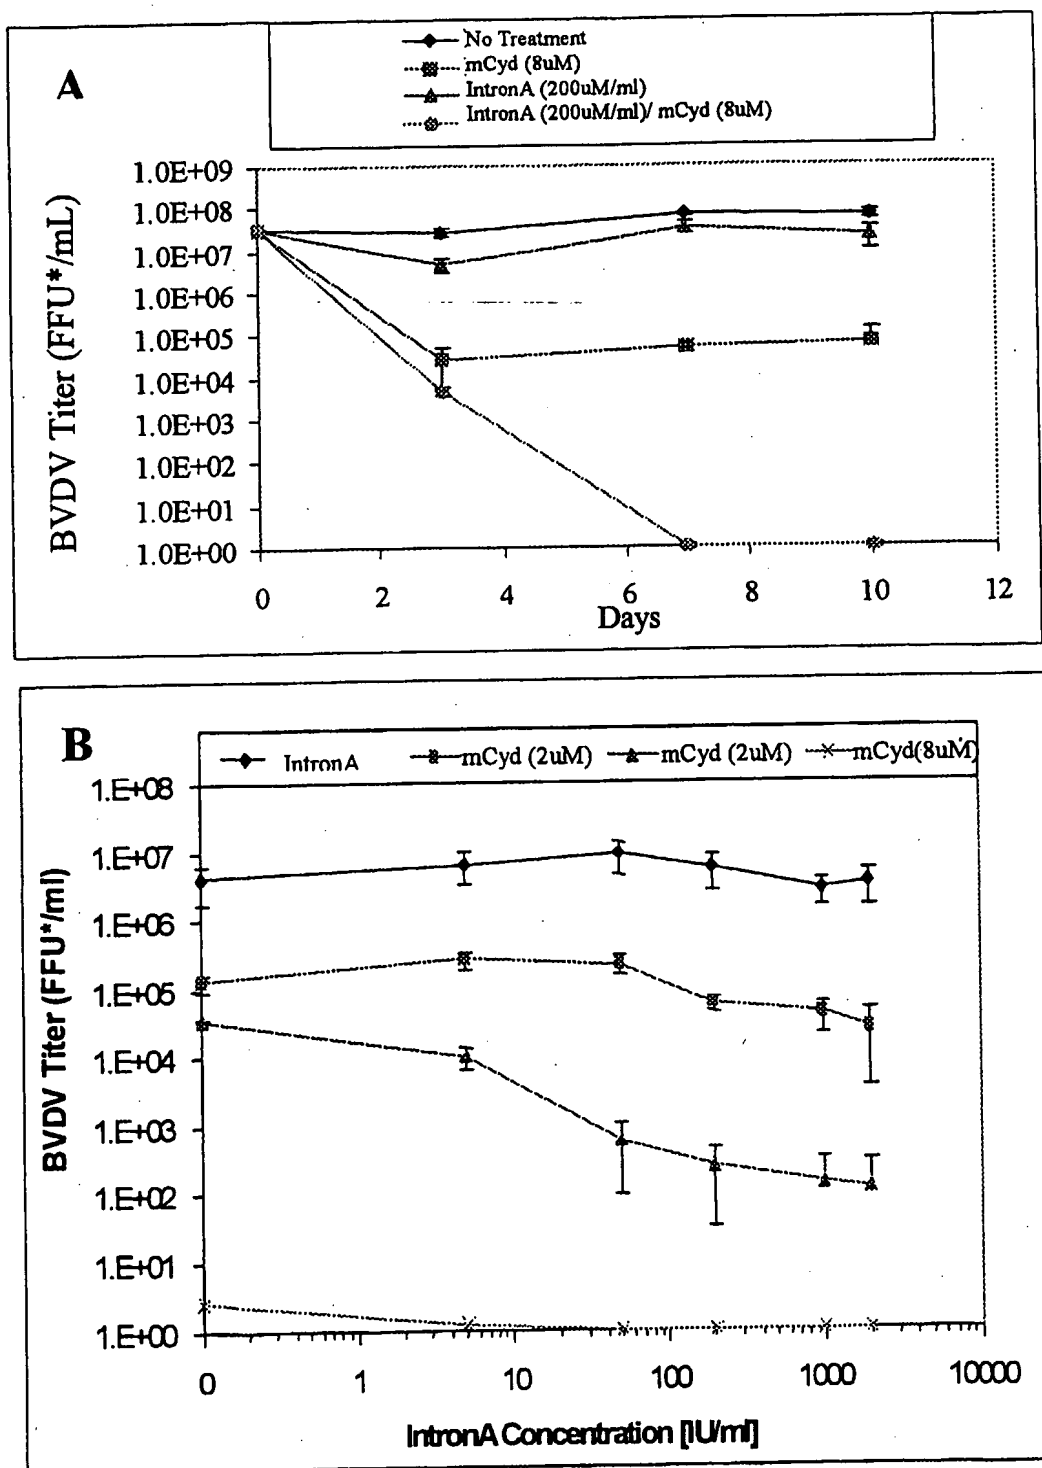 A
No Treatment
mCyd (8uM)
IntronA (200uM/ml)
IntronA (200uM/ml)/ mCyd (8uM)
BVDV Titer (FFU*/mL)
1.0E+09
1.0E+08
1.0E+07
1.0E+06
1.0E+05
1.0E+04
1.0E+03
1.0E+02
1.0E+01
1.0E+00
0 2 4 6 8 10 12
Days
B
IntronA mCyd (2uM) mCyd (2uM) mCyd(8uM)
BVDV Titer (FFU*/ml)
1.E+08
1.E+07
1.E+06
1.E+05
1.E+04
1.E+03
1.E+02
1.E+01
1.E+00
0 1 10 100 1000 10000
IntronA Concentration [IU/ml]